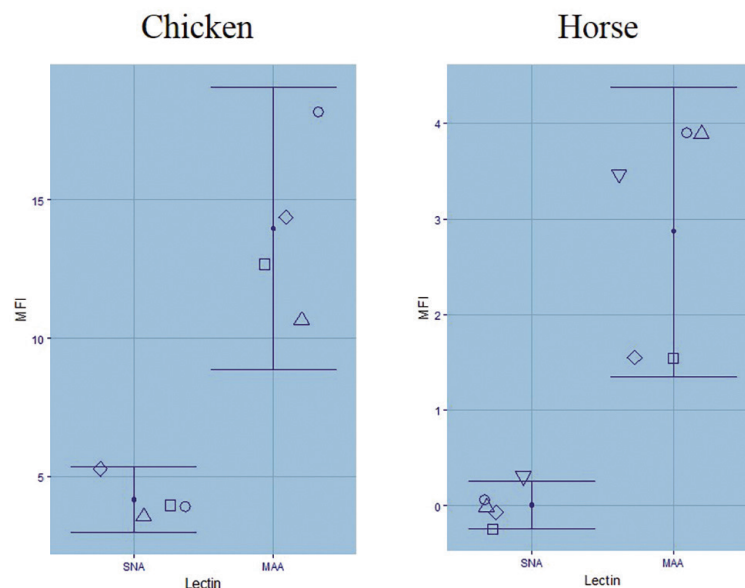 Chicken
15
10
5
MFI
SNA
MAA
Lectin
Horse
4
3
2
1
0
MFI
SNA
MAA
Lectin